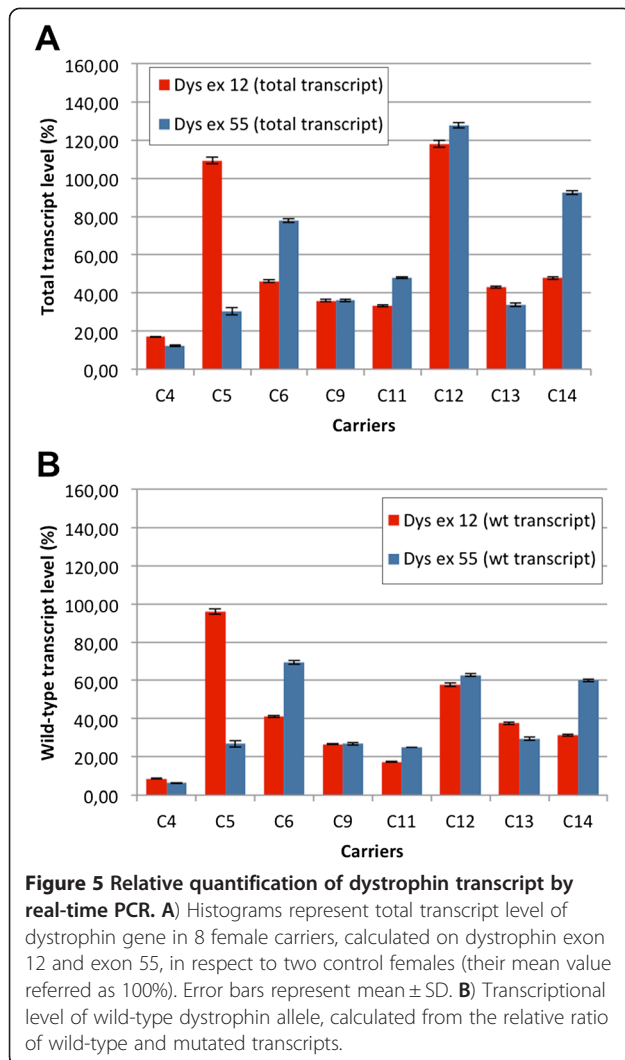 A
160,00
140,00
120,00
100,00
80,00
60,00
40,00
20,00
0,00
Total transcript level (%)
Dys ex 12 (total transcript)
Dys ex 55 (total transcript)
C4 C5 C6 C9 C11 C12 C13 C14
Carriers
B
160,00
140,00
120,00
100,00
80,00
60,00
40,00
20,00
0,00
Wild-type transcript level (%)
Dys ex 12 (wt transcript)
Dys ex 55 (wt transcript)
C4 C5 C6 C9 C11 C12 C13 C14
Carriers
Figure 5 Relative quantification of dystrophin transcript by
real-time PCR. A) Histograms represent total transcript level of
dystrophin gene in 8 female carriers, calculated on dystrophin exon
12 and exon 55, in respect to two control females (their mean value
referred as 100%). Error bars represent mean ± SD. B) Transcriptional
level of wild-type dystrophin allele, calculated from the relative ratio
of wild-type and mutated transcripts.